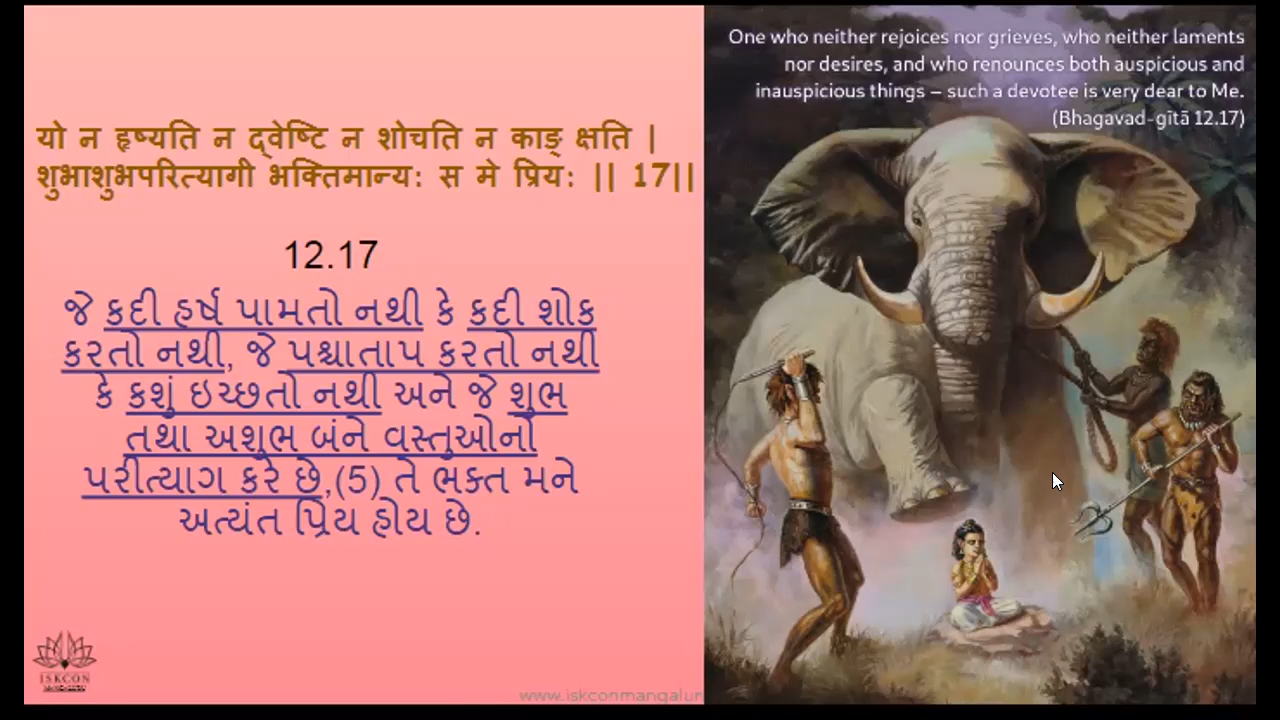 यो न हृष्यति न द्वेष्टि न शोचति न काङ् क्षति |
शुभाशुभपरित्यागी भक्तिमान्यः स मे प्रियः || 17||
12.17
જે કદી હર્ષ પામતો નથી કે કદી શોક
કરતો નથી, જે પશ્ચાતાપ કરતો નથી
કે કશું ઇચ્છતો નથી અને જે શુભ
તથા અશુભ બંને વસ્તુઓનો
પરીત્યાગ કરે છે,(5) તે ભક્ત મને
અત્યંત પ્રિય હોય છે.
ISKCON
www.iskconmangalur
One who neither rejoices nor grieves, who neither laments
nor desires, and who renounces both auspicious and
inauspicious things – such a devotee is very dear to Me.
(Bhagavad-gītā 12.17)